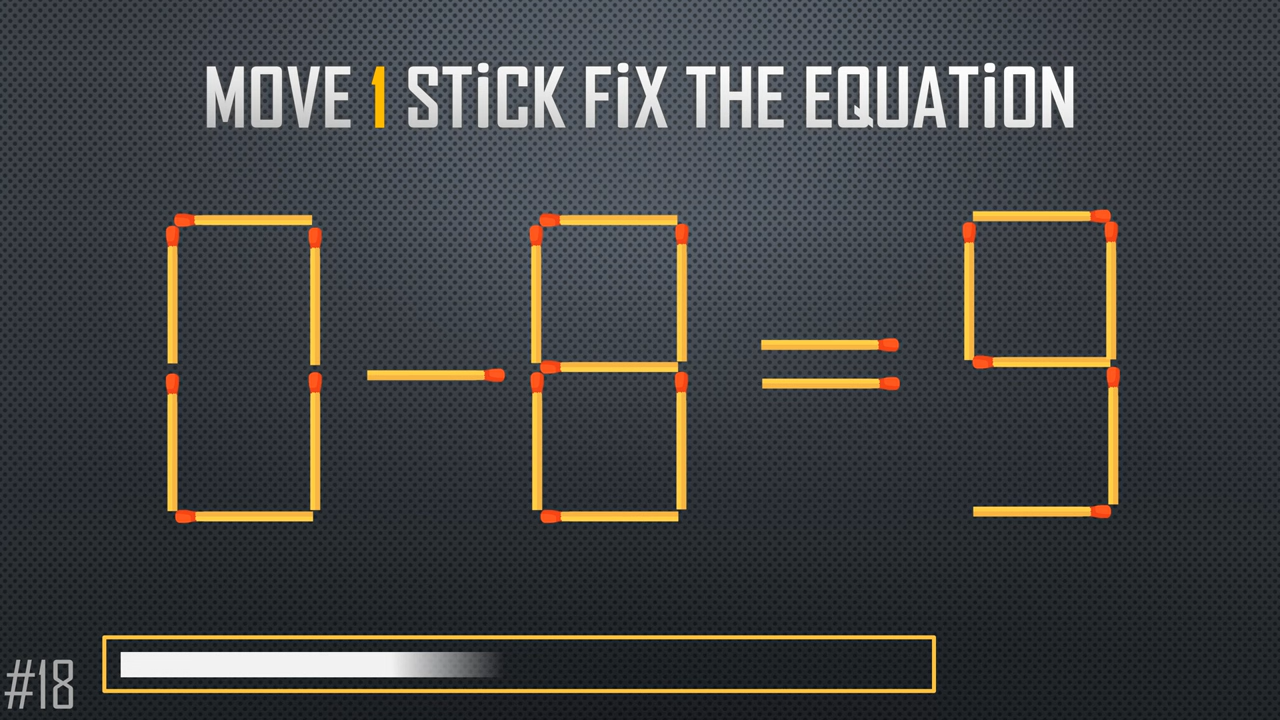 MOVE 1 STiCK FiX THE EQUATiON
0 - 8 = 9
#18